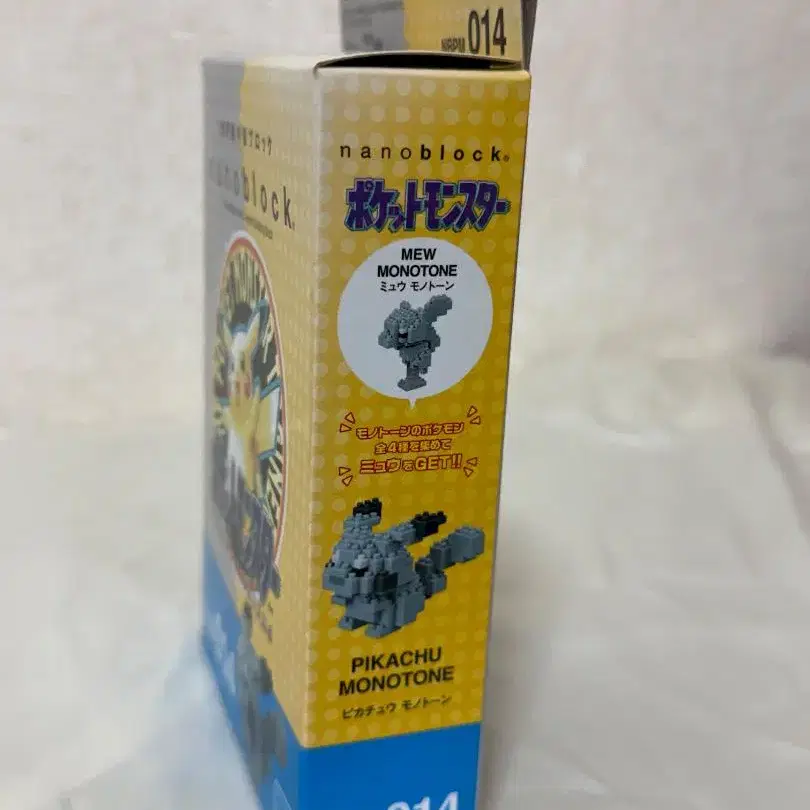 NBPM 014
nanoblock®
ポケットモンスター
MEW
MONOTONE
ミュウ モノトーン
モノトーンのポケモン
全4種を集めて
ミュウをGET!!
PIKACHU
MONOTONE
ピカチュウ モノトーン
014
nanoblock®